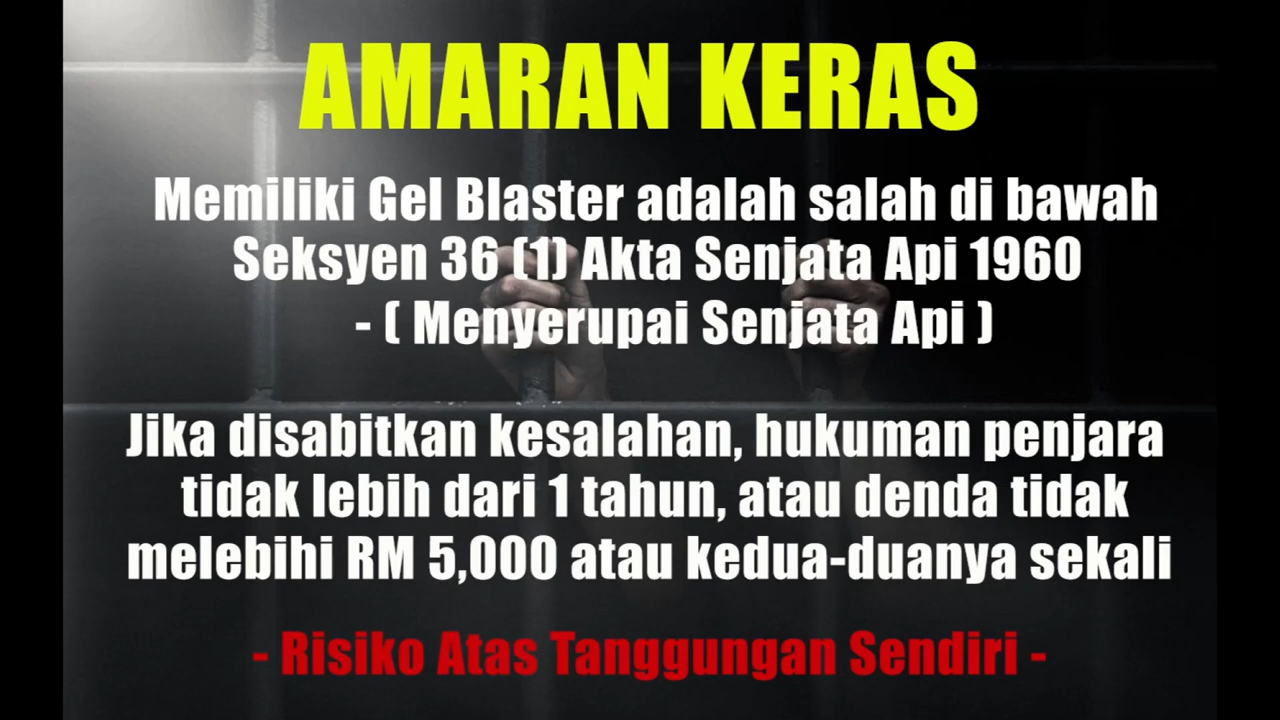 AMARAN KERAS
Memiliki Gel Blaster adalah salah di bawah
Seksyen 36 (1) Akta Senjata Api 1960
- ( Menyerupai Senjata Api )
Jika disabitkan kesalahan, hukuman penjara
tidak lebih dari 1 tahun, atau denda tidak
melebihi RM 5,000 atau kedua-duanya sekali
- Risiko Atas Tanggungan Sendiri -